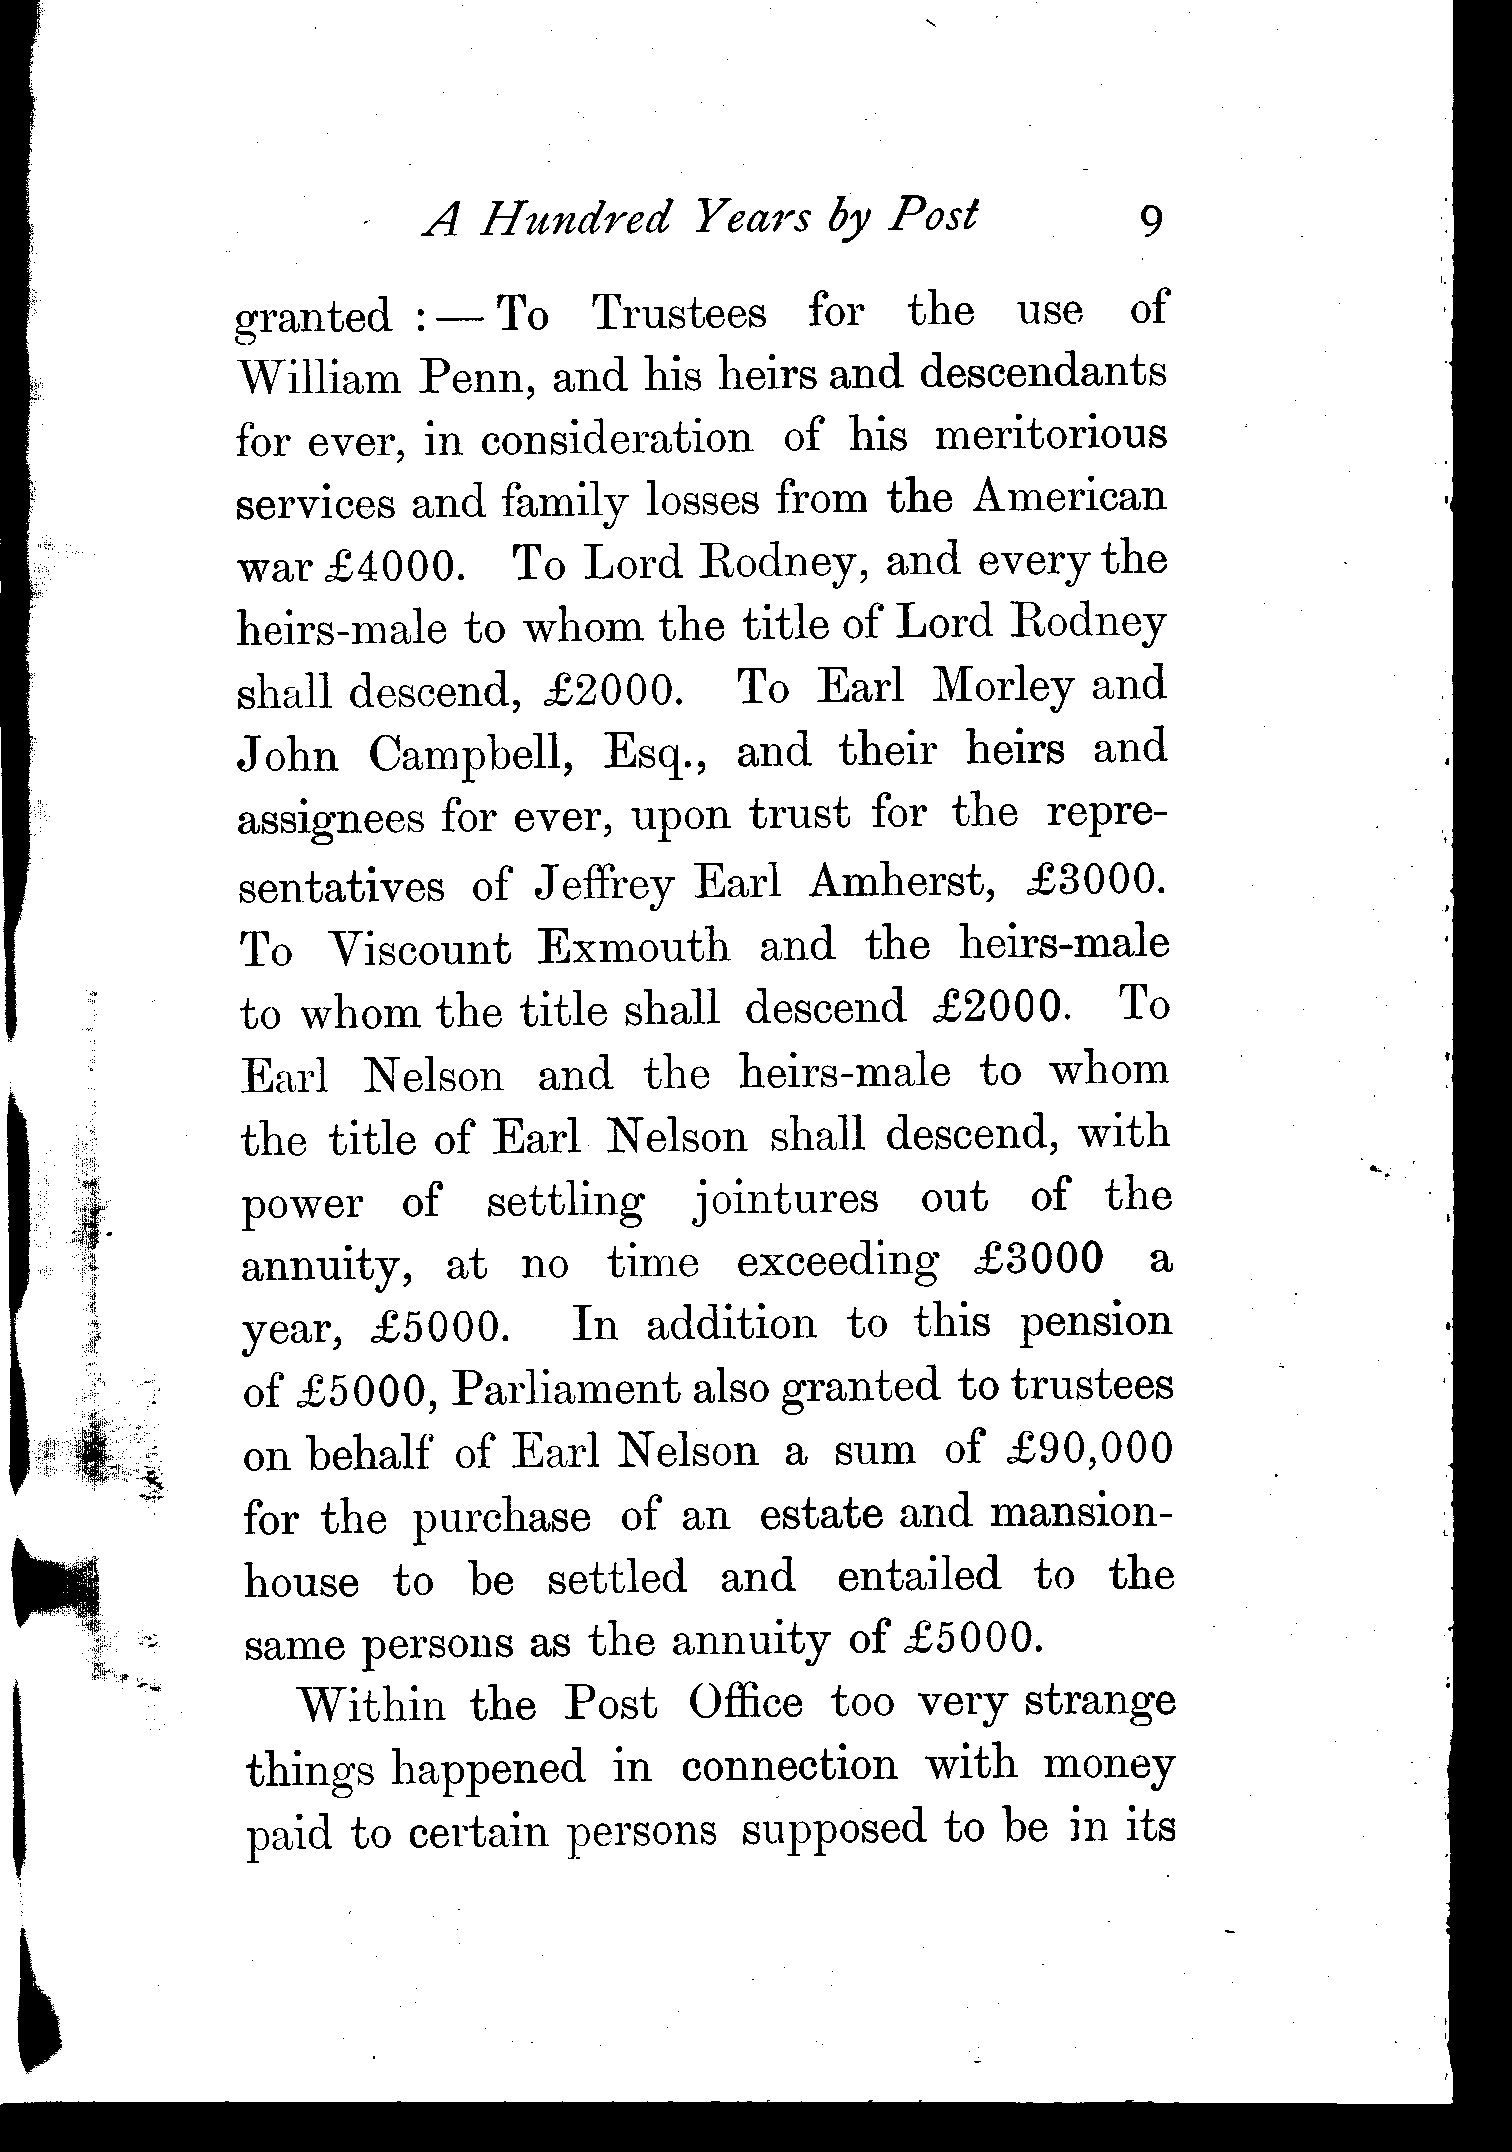 A Hundred Years by Post 9
granted :— To Trustees for the use of
William Penn, and his heirs and descendants
for ever, in consideration of his meritorious
services and family losses from the American
war £4000. To Lord Rodney, and every the
heirs-male to whom the title of Lord Rodney
shall descend, £2000. To Earl Morley and
John Campbell, Esq., and their heirs and
assignees for ever, upon trust for the repre-
sentatives of Jeffrey Earl Amherst, £3000.
To Viscount Exmouth and the heirs-male
to whom the title shall descend £2000. To
Earl Nelson and the heirs-male to whom
the title of Earl Nelson shall descend, with
power of settling jointures out of the
annuity, at no time exceeding £3000 a
year, £5000. In addition to this pension
of £5000, Parliament also granted to trustees
on behalf of Earl Nelson a sum of £90,000
for the purchase of an estate and mansion-
house to be settled and entailed to the
same persons as the annuity of £5000.
Within the Post Office too very strange
things happened in connection with money
paid to certain persons supposed to be in its